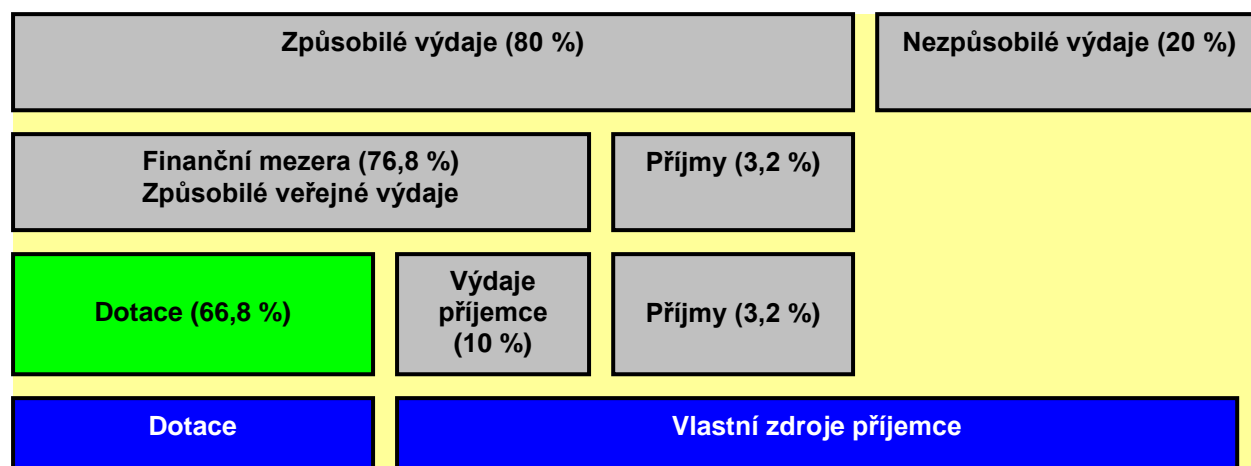 Způsobilé výdaje (80 %)
Nezpůsobilé výdaje (20 %)
Finanční mezera (76,8 %)
Způsobilé veřejné výdaje
Příjmy (3,2 %)
Dotace (66,8 %)
Výdaje
příjemce
(10 %)
Příjmy (3,2 %)
Dotace
Vlastní zdroje příjemce